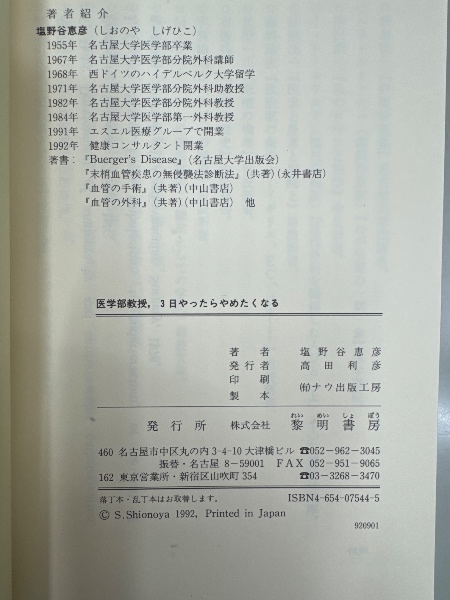 著者紹介
塩野谷恵彦(しおのや しげひこ)
1955年 名古屋大学医学部卒業
1967年 名古屋大学医学部分院外科講師
1968年 西ドイツのハイデルベルク大学留学
1971年 名古屋大学医学部分院外科助教授
1982年 名古屋大学医学部分院外科教授
1984年 名古屋大学医学部第一外科教授
1991年 エスエル医療グループで開業
1992年 健康コンサルタント開業
著書:『Buerger's Disease』(名古屋大学出版会)
『末梢血管疾患の無侵襲法診断法』(共著)(永井書店)
『血管の手術』(共著)(中山書店)
『血管の外科』(共著)(中山書店) 他
医学部教授,3日やったらやめたくなる
著者 塩野谷恵彦
発行者 高田利彦
印刷
製本
㈲ナウ出版工房
発行所 株式会社 黎明書房
れい めい しょ ぼう
460 名古屋市中区丸の内3-4-10 大津橋ビル ☎052-962-3045
振替・名古屋 8-59001 FAX 052-951-9065
162 東京営業所・新宿区山吹町354 ☎03-3268-3470
落丁本・乱丁本はお取替します。 ISBN4-654-07544-5
© S.Shionoya 1992, Printed in Japan
920901